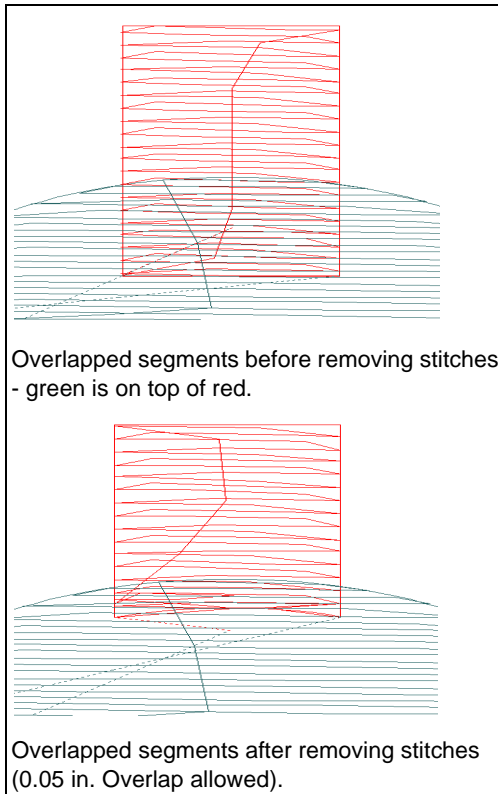 Overlapped segments before removing stitches
- green is on top of red.
Overlapped segments after removing stitches
(0.05 in. Overlap allowed).